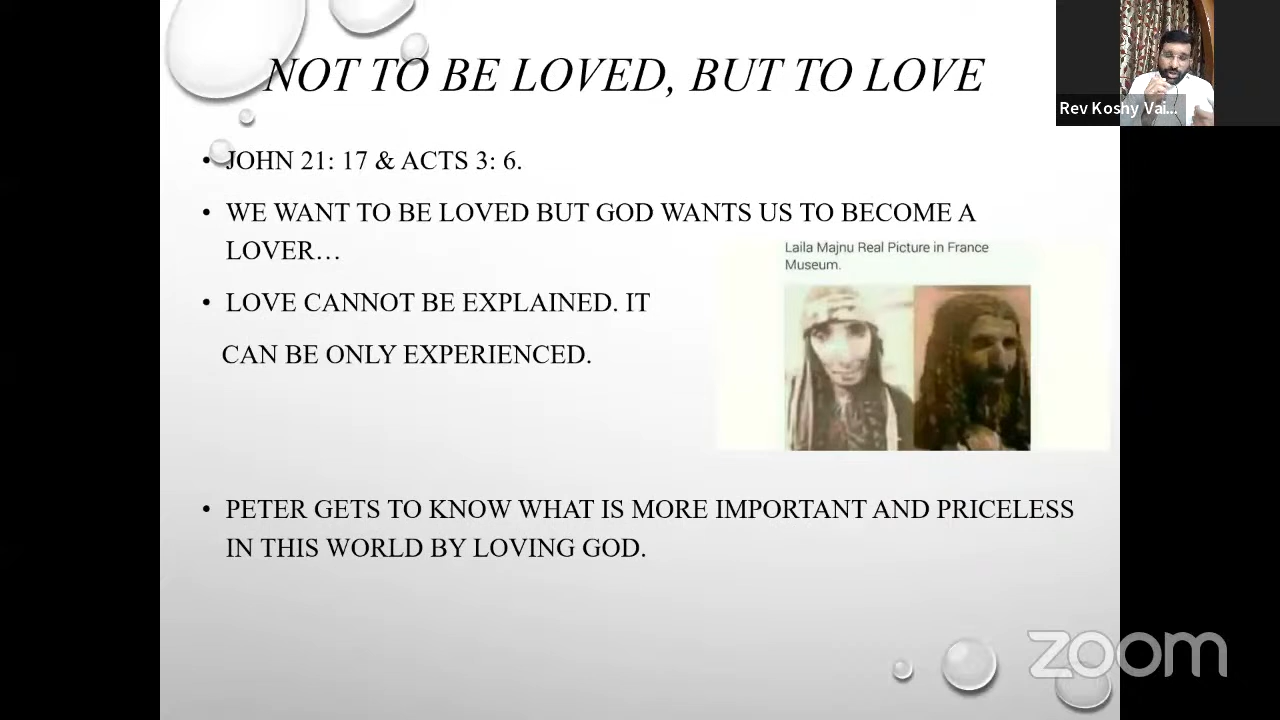 NOT TO BE LOVED, BUT TO LOVE
Rev Koshy Vai...
• JOHN 21: 17 & ACTS 3: 6.
• WE WANT TO BE LOVED BUT GOD WANTS US TO BECOME A
LOVER…
Laila Majnu Real Picture in France
Museum.
• LOVE CANNOT BE EXPLAINED. IT
CAN BE ONLY EXPERIENCED.
• PETER GETS TO KNOW WHAT IS MORE IMPORTANT AND PRICELESS
IN THIS WORLD BY LOVING GOD.
zoom